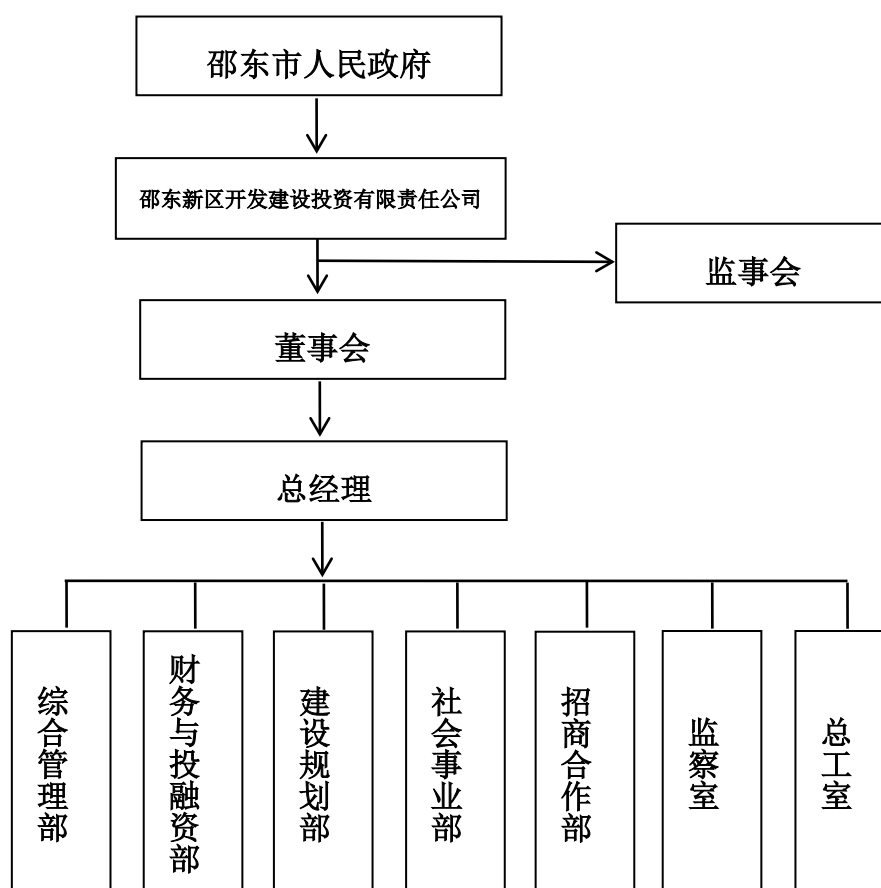 邵东市人民政府
邵东新区开发建设投资有限责任公司
监事会
董事会
总经理
综合管理部
财务与投融资部
建设规划部
社会事业部
招商合作部
监察室
总工室